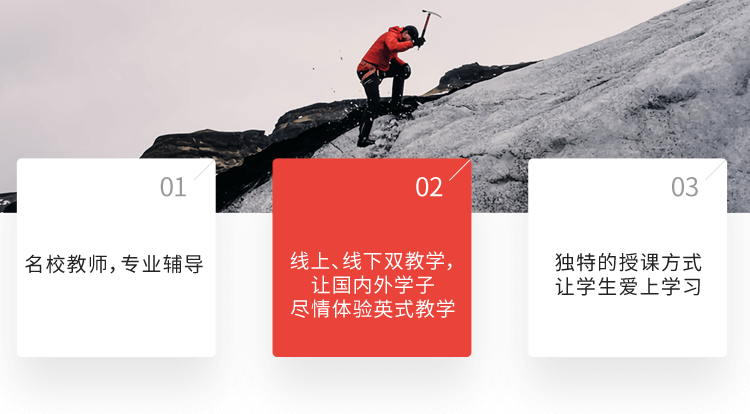 01
名校教师，专业辅导
02
线上、线下双教学，
让国内外学子
尽情体验英式教学
03
独特的授课方式
让学生爱上学习